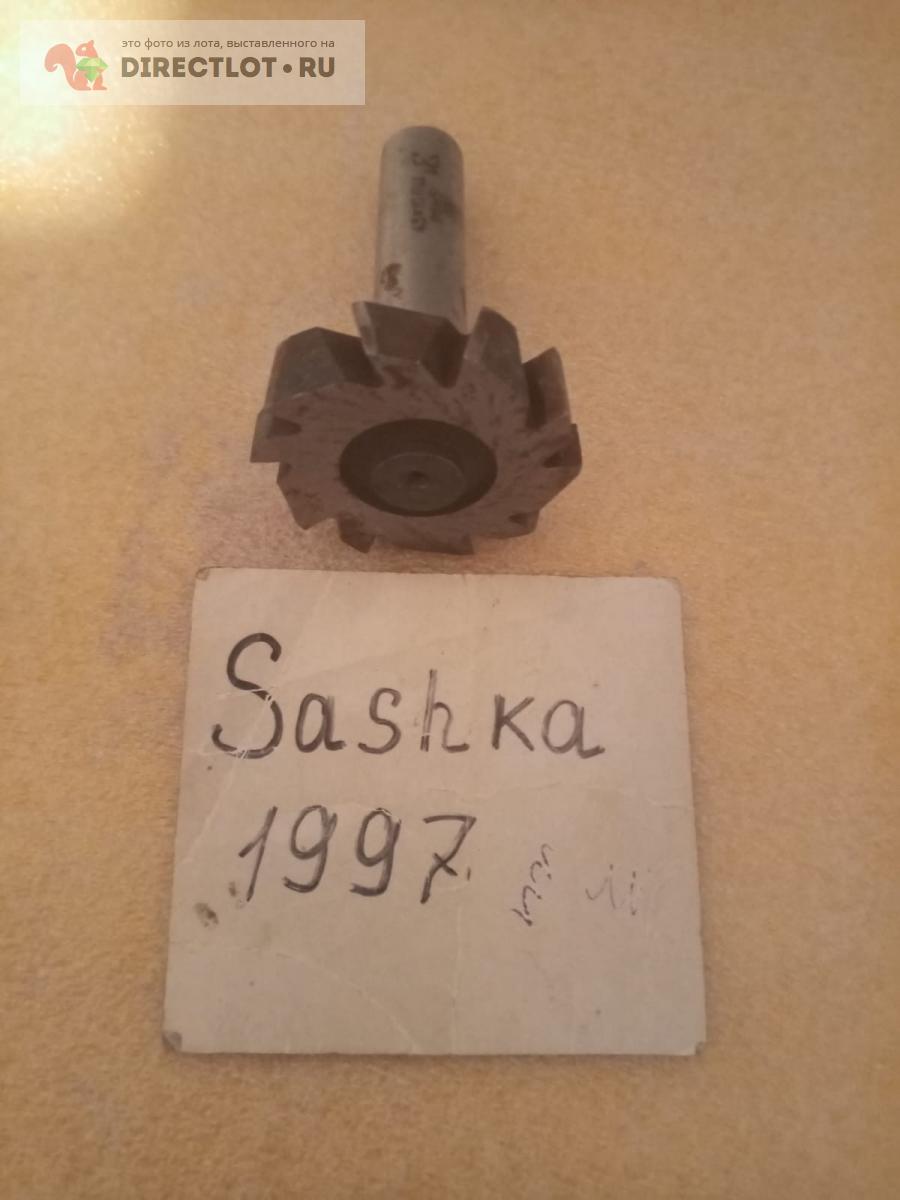 это фото из лота, выставленного на
DIRECTLOT•RU
Sashka
1997